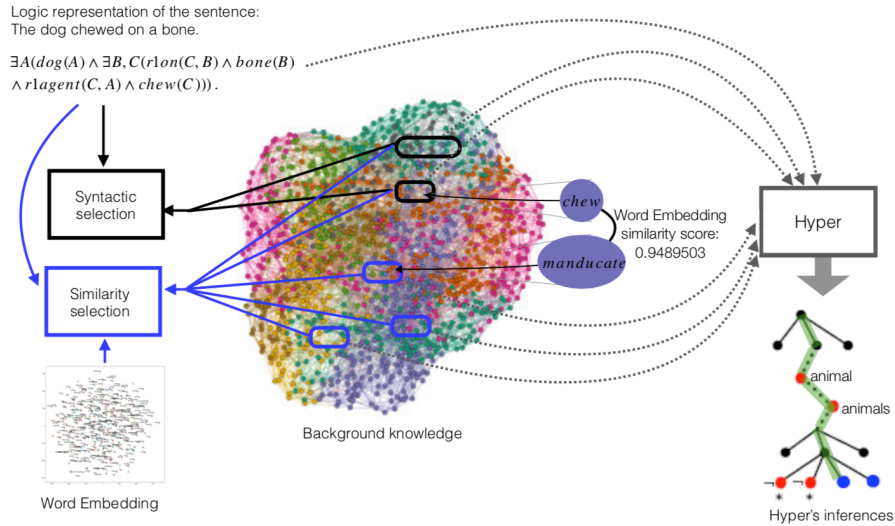 Logic representation of the sentence:
The dog chewed on a bone.
∃A(dog(A) ∧ ∃B, C(r1on(C, B) ∧ bone(B)
∧ r1agent(C, A) ∧ chew(C))).
Syntactic
selection
Similarity
selection
Word Embedding
Background knowledge
chew
manducate
Word Embedding
similarity score:
0.9489503
Hyper
animal
animals
¬ ¬
* *
Hyper's inferences